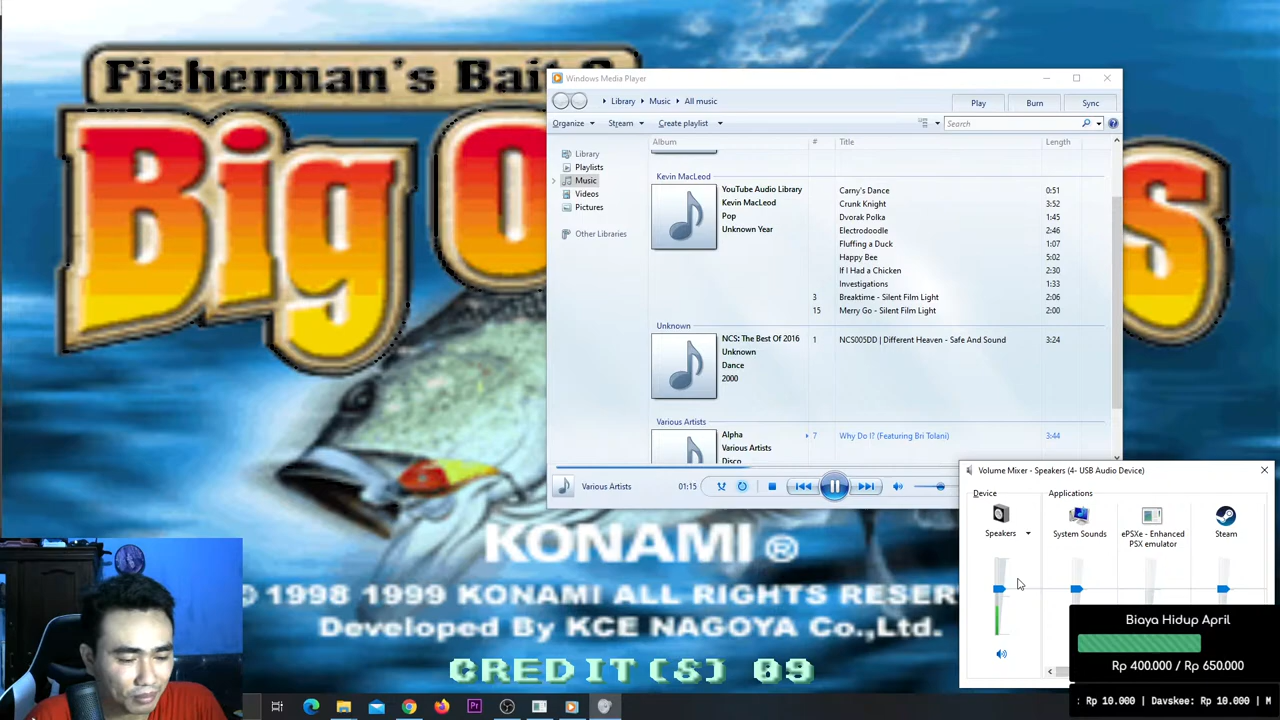 Fisherman's Bait 2
Big O
S
KONAMI®
© 1998 1999 KONAMI ALL RIGHTS RESER
Developed By KCE NAGOYA Co.,Ltd.
CREDIT(S) 09
Windows Media Player
Library Music All music
Play Burn Sync
Organize Stream Create playlist Search
Album # Title Length
Library
Playlists
Music
Videos
Pictures
Other Libraries
Kevin MacLeod
YouTube Audio Library
Kevin MacLeod
Pop
Unknown Year
Carny's Dance 0:51
Crunk Knight 3:52
Dvorak Polka 1:45
Electrodoodle 2:46
Fluffing a Duck 1:07
Happy Bee 5:02
If I Had a Chicken 2:30
Investigations 1:33
3 Breaktime - Silent Film Light 2:06
15 Merry Go - Silent Film Light 2:00
Unknown
NCS: The Best Of 2016
Unknown
Dance
2000
1 NCS005DD | Different Heaven - Safe And Sound 3:24
Various Artists
Alpha
Various Artists
Disco
7 Why Do I? (Featuring Bri Tolani) 3:44
Various Artists 01:15
Volume Mixer - Speakers (4- USB Audio Device)
Device Applications
Speakers
System Sounds
ePSXe - Enhanced
PSX emulator
Steam
Biaya Hidup April
Rp 400.000 / Rp 650.000
: Rp 10.000 | Davskee: Rp 10.000 | M
Pr